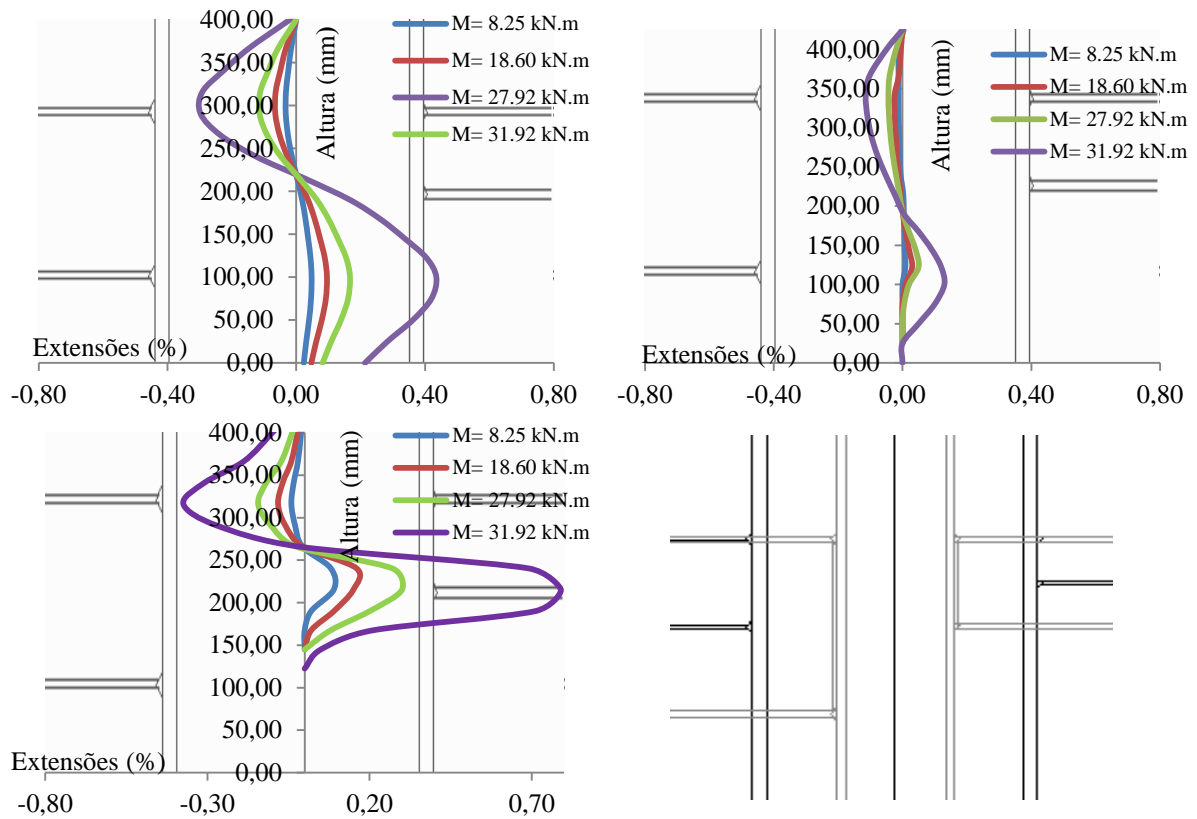 400,00
350,00
300,00
250,00
200,00
150,00
100,00
50,00
0,00
Altura (mm)
M= 8.25 kN.m
M= 18.60 kN.m
M= 27.92 kN.m
M= 31.92 kN.m
Extensões (%)
-0,80
-0,40
0,00
0,40
0,80
400,00
350,00
300,00
250,00
200,00
150,00
100,00
50,00
0,00
Altura (mm)
M= 8.25 kN.m
M= 18.60 kN.m
M= 27.92 kN.m
M= 31.92 kN.m
Extensões (%)
-0,80
-0,40
0,00
0,40
0,80
400,00
350,00
300,00
250,00
200,00
150,00
100,00
50,00
0,00
Altura (mm)
M= 8.25 kN.m
M= 18.60 kN.m
M= 27.92 kN.m
M= 31.92 kN.m
Extensões (%)
-0,80
-0,30
0,20
0,70